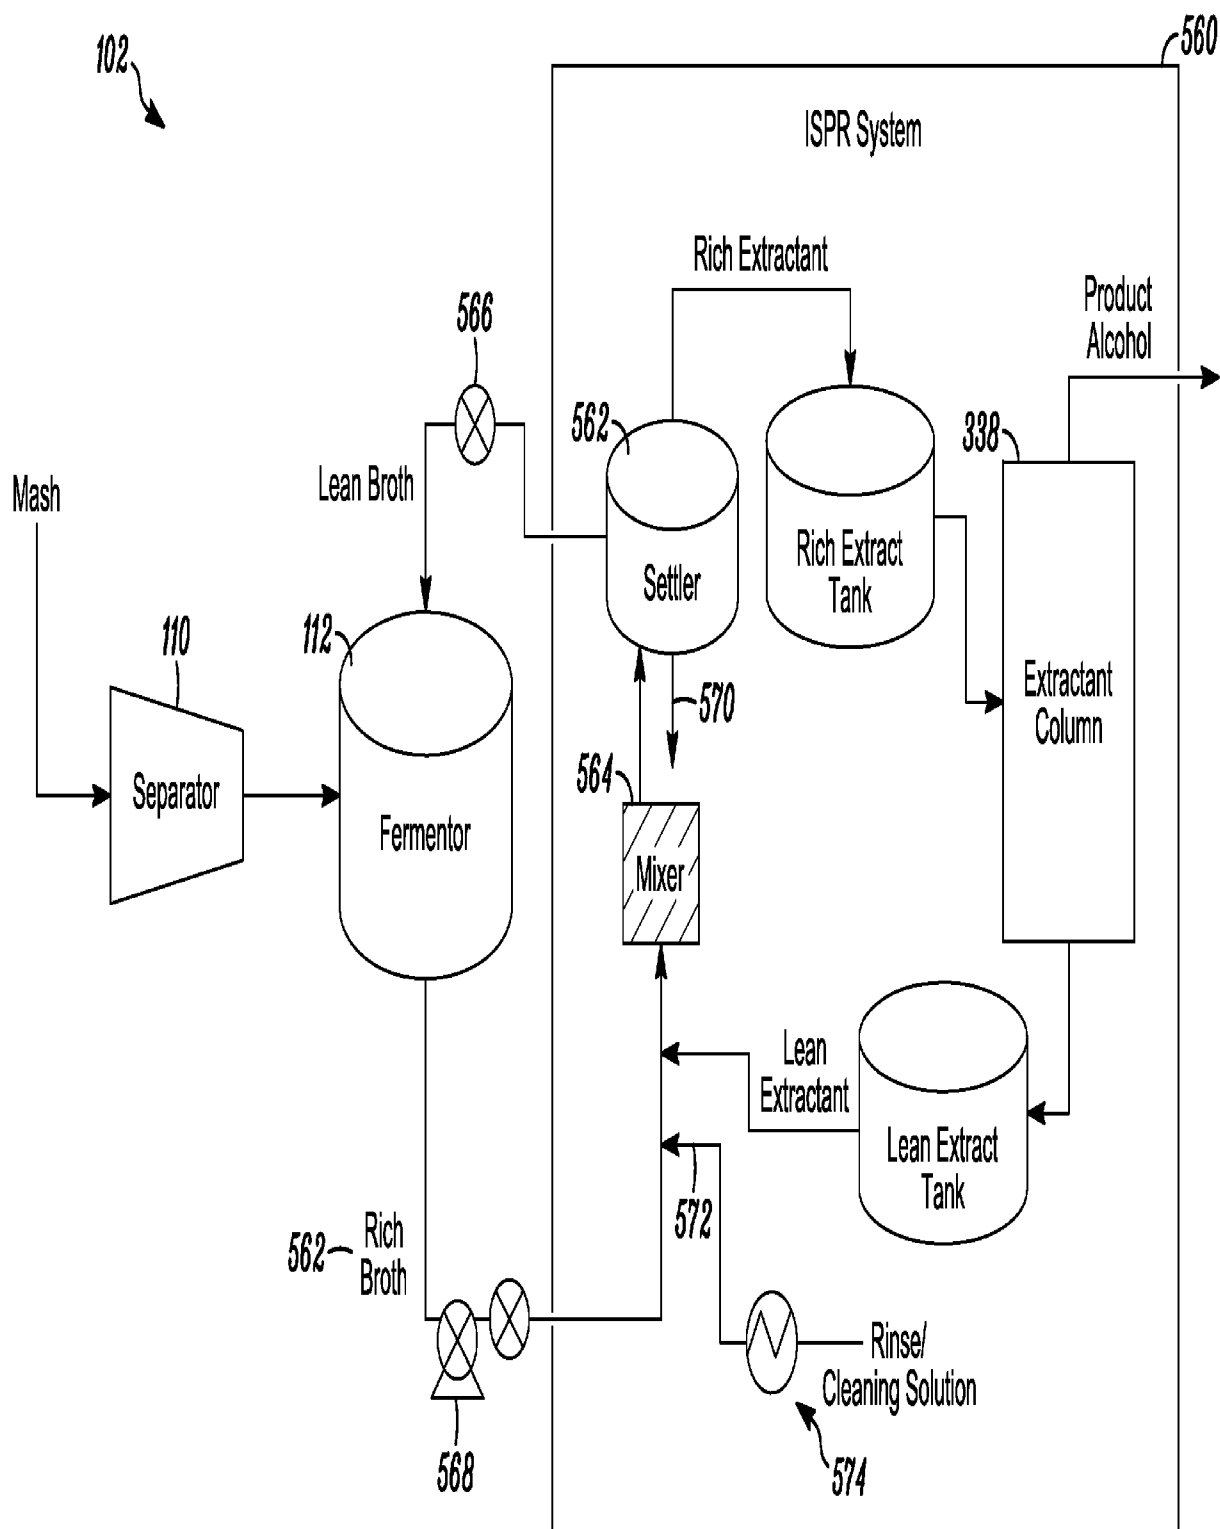 102
560
ISPR System
Rich Extractant
Product
Alcohol
566
562
338
Lean Broth
Mash
Rich Extract
Tank
Settler
110
112
570
Extractant
Column
564
Separator
Fermentor
Mixer
Lean
Extractant
Lean Extract
Tank
572
562
Rich
Broth
Rinse/
Cleaning Solution
568
574